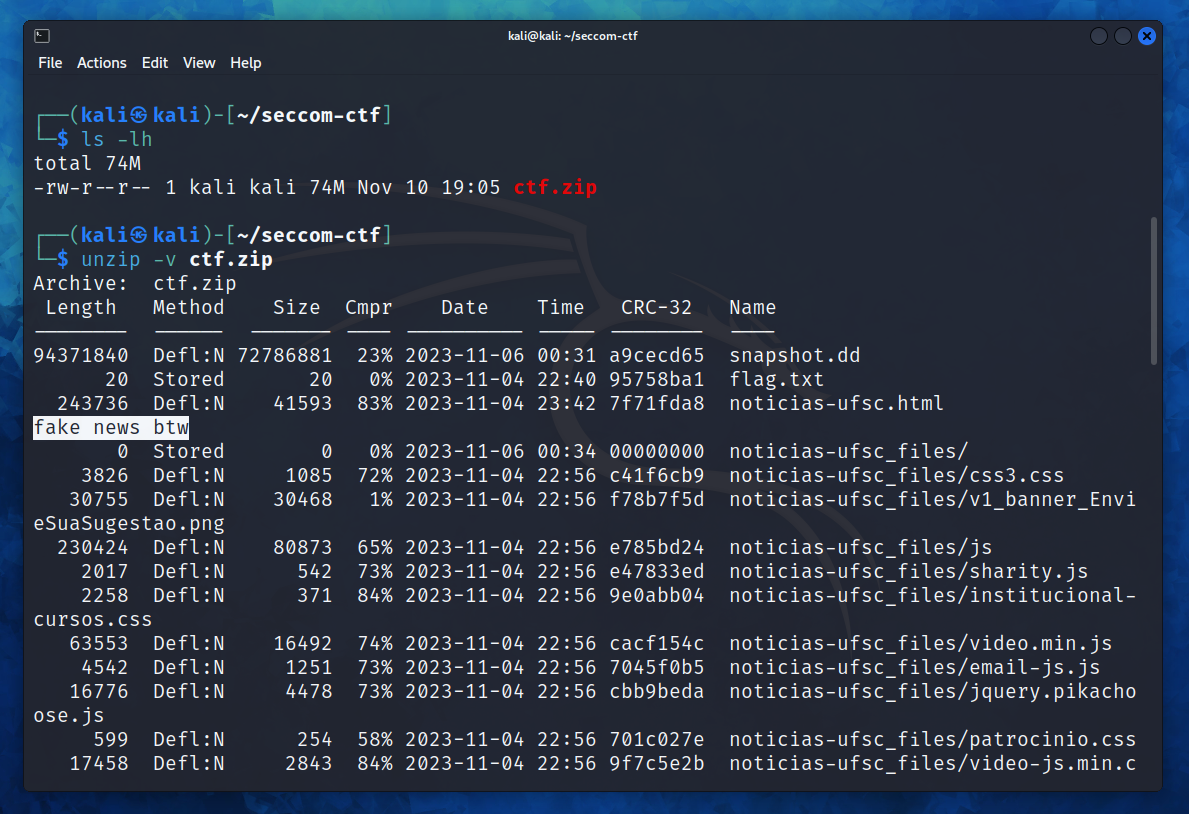 kali@kali: ~/seccom-ctf
File Actions Edit View Help
┌──(kali㉿kali)-[~/seccom-ctf]
└─$ ls -lh
total 74M
-rw-r--r-- 1 kali kali 74M Nov 10 19:05 ctf.zip
┌──(kali㉿kali)-[~/seccom-ctf]
└─$ unzip -v ctf.zip
Archive:  ctf.zip
 Length   Method    Size  Cmpr    Date    Time   CRC-32   Name
--------  ------  ------- ---- ---------- ----- --------  ----
94371840  Defl:N 72786881  23% 2023-11-06 00:31 a9cecd65  snapshot.dd
      20  Stored       20   0% 2023-11-04 22:40 95758ba1  flag.txt
  243736  Defl:N    41593  83% 2023-11-04 23:42 7f71fda8  noticias-ufsc.html
fake news btw
       0  Stored        0   0% 2023-11-06 00:34 00000000  noticias-ufsc_files/
    3826  Defl:N     1085  72% 2023-11-04 22:56 c41f6cb9  noticias-ufsc_files/css3.css
   30755  Defl:N    30468   1% 2023-11-04 22:56 f78b7f5d  noticias-ufsc_files/v1_banner_Envi
eSuaSugestao.png
  230424  Defl:N    80873  65% 2023-11-04 22:56 e785bd24  noticias-ufsc_files/js
    2017  Defl:N      542  73% 2023-11-04 22:56 e47833ed  noticias-ufsc_files/sharity.js
    2258  Defl:N      371  84% 2023-11-04 22:56 9e0abb04  noticias-ufsc_files/institucional-
cursos.css
   63553  Defl:N    16492  74% 2023-11-04 22:56 cacf154c  noticias-ufsc_files/video.min.js
    4542  Defl:N     1251  73% 2023-11-04 22:56 7045f0b5  noticias-ufsc_files/email-js.js
   16776  Defl:N     4478  73% 2023-11-04 22:56 cbb9beda  noticias-ufsc_files/jquery.pikacho
ose.js
     599  Defl:N      254  58% 2023-11-04 22:56 701c027e  noticias-ufsc_files/patrocinio.css
   17458  Defl:N     2843  84% 2023-11-04 22:56 9f7c5e2b  noticias-ufsc_files/video-js.min.c